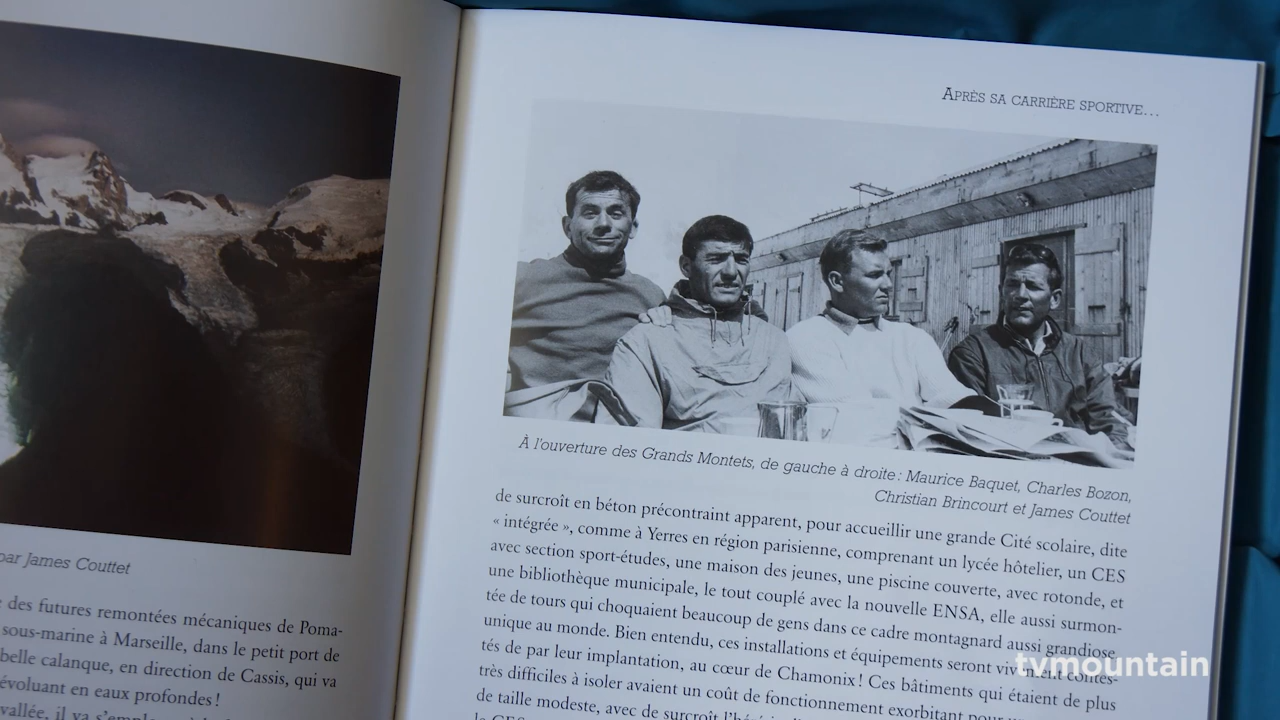 par James Couttet
des futures remontées mécaniques de Poma-
sous-marine à Marseille, dans le petit port de
belle calanque, en direction de Cassis, qui va
évoluant en eaux profondes !
vallée, il va
APRÈS SA CARRIÈRE SPORTIVE…
À l'ouverture des Grands Montets, de gauche à droite : Maurice Baquet, Charles Bozon,
Christian Brincourt et James Couttet
de surcroît en béton précontraint apparent, pour accueillir une grande Cité scolaire, dite
« intégrée », comme à Yerres en région parisienne, comprenant un lycée hôtelier, un CES
avec section sport-études, une maison des jeunes, une piscine couverte, avec rotonde, et
une bibliothèque municipale, le tout couplé avec la nouvelle ENSA, elle aussi surmon-
tée de tours qui choquaient beaucoup de gens dans ce cadre montagnard aussi grandiose
unique au monde. Bien entendu, ces installations et équipements seront vivement contes-
tés de par leur implantation, au cœur de Chamonix ! Ces bâtiments qui étaient de plus
très difficiles à isoler avaient un coût de fonctionnement exorbitant pour
de taille modeste, avec de surcroît
le CES
tvmountain